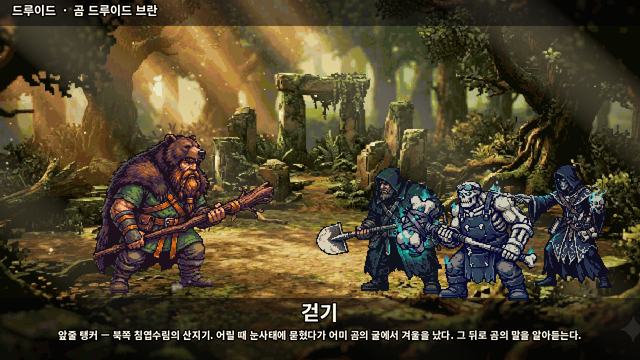 드루이드 · 곰 드루이드 브란
걷기
앞줄 탱커 — 북쪽 침엽수림의 산지기. 어릴 때 눈사태에 묻혔다가 어미 곰의 굴에서 겨울을 났다. 그 뒤로 곰의 말을 알아듣는다.